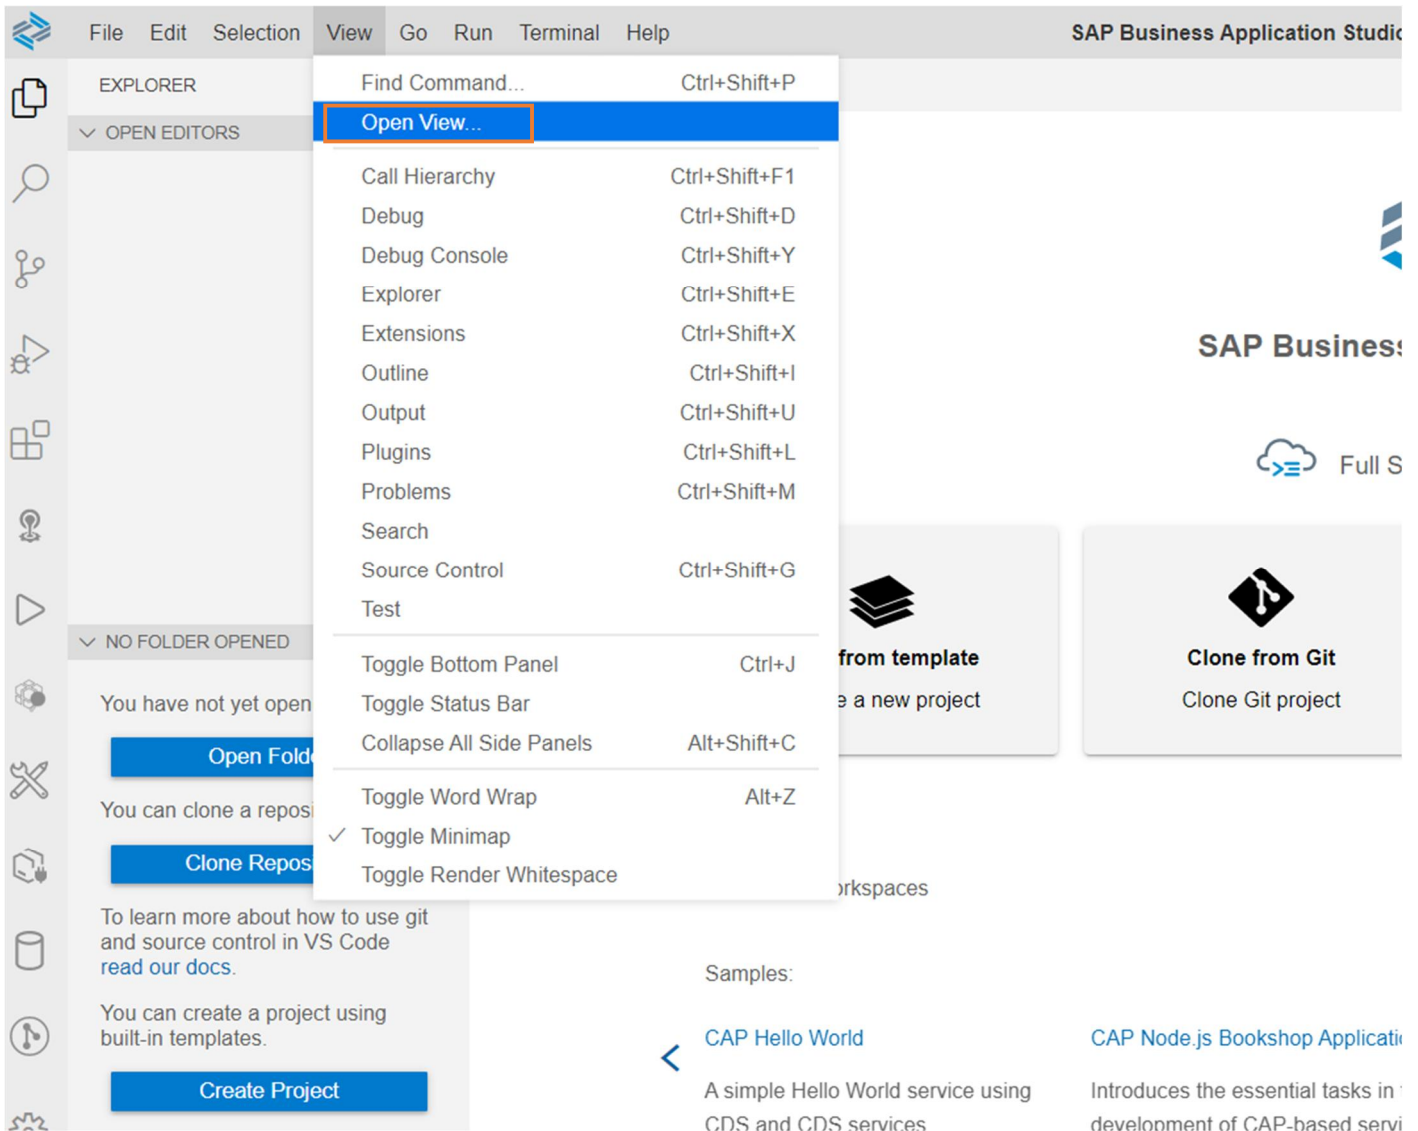 File Edit Selection View Go Run Terminal Help
SAP Business Application Studio
EXPLORER
OPEN EDITORS
Find Command... Ctrl+Shift+P
Open View...
Call Hierarchy Ctrl+Shift+F1
Debug Ctrl+Shift+D
Debug Console Ctrl+Shift+Y
Explorer Ctrl+Shift+E
Extensions Ctrl+Shift+X
Outline Ctrl+Shift+I
Output Ctrl+Shift+U
Plugins Ctrl+Shift+L
Problems Ctrl+Shift+M
Search
Source Control Ctrl+Shift+G
Test
Toggle Bottom Panel Ctrl+J
Toggle Status Bar
Collapse All Side Panels Alt+Shift+C
Toggle Word Wrap Alt+Z
Toggle Minimap
Toggle Render Whitespace
NO FOLDER OPENED
You have not yet open
Open Folde
You can clone a reposi
Clone Repos
To learn more about how to use git
and source control in VS Code
read our docs.
You can create a project using
built-in templates.
Create Project
SAP Business
Full S
from template
e a new project
Clone from Git
Clone Git project
orkspaces
Samples:
CAP Hello World
A simple Hello World service using
CDS and CDS services
CAP Node.js Bookshop Applicati
Introduces the essential tasks in
development of CAP-based servi